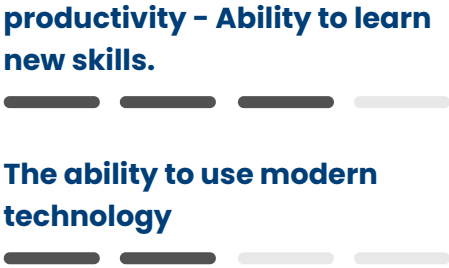 productivity - Ability to learn
new skills.
The ability to use modern
technology